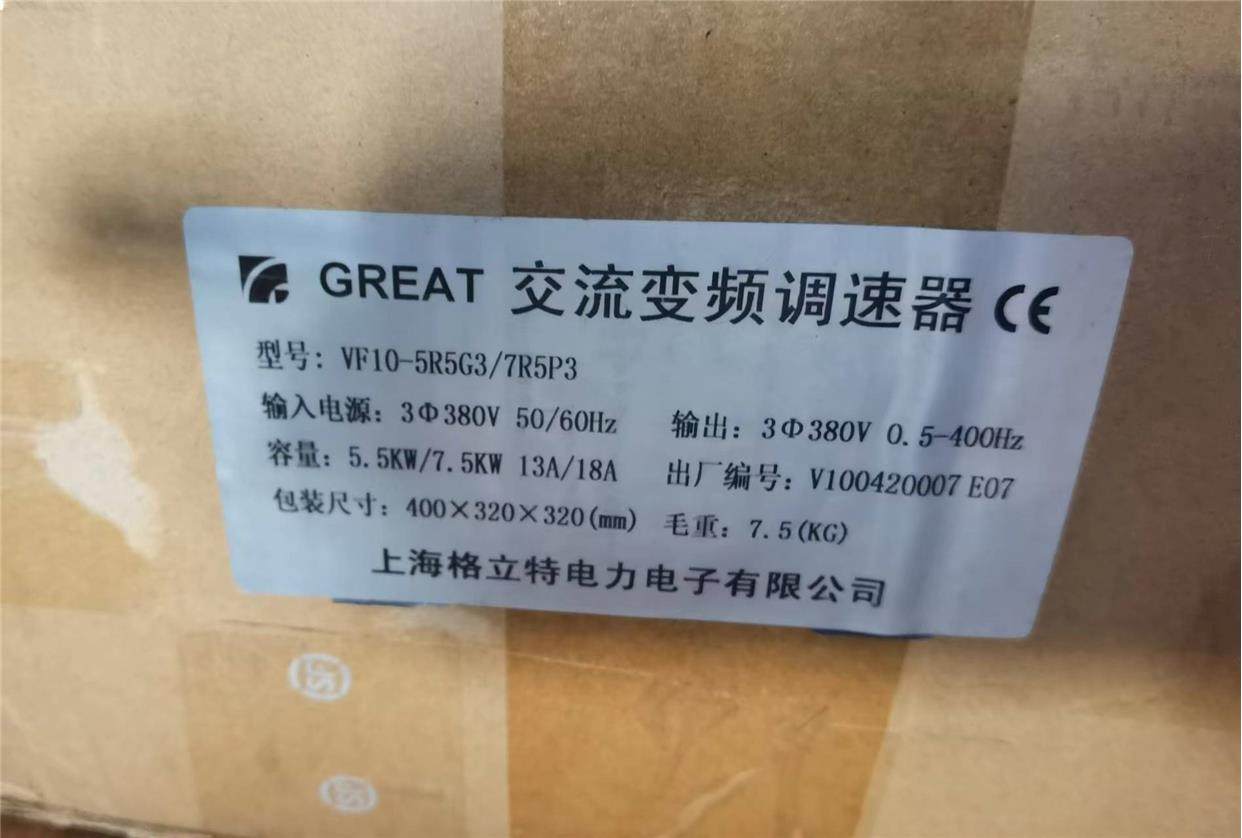 GREAT 交流变频调速器 CE
型号: VF10-5R5G3/7R5P3
输入电源: 3Φ380V 50/60Hz 输出: 3Φ380V 0.5-400Hz
容量: 5.5KW/7.5KW 13A/18A 出厂编号: V100420007E07
包装尺寸: 400×320×320(mm) 毛重: 7.5(KG)
上海格立特电力电子有限公司